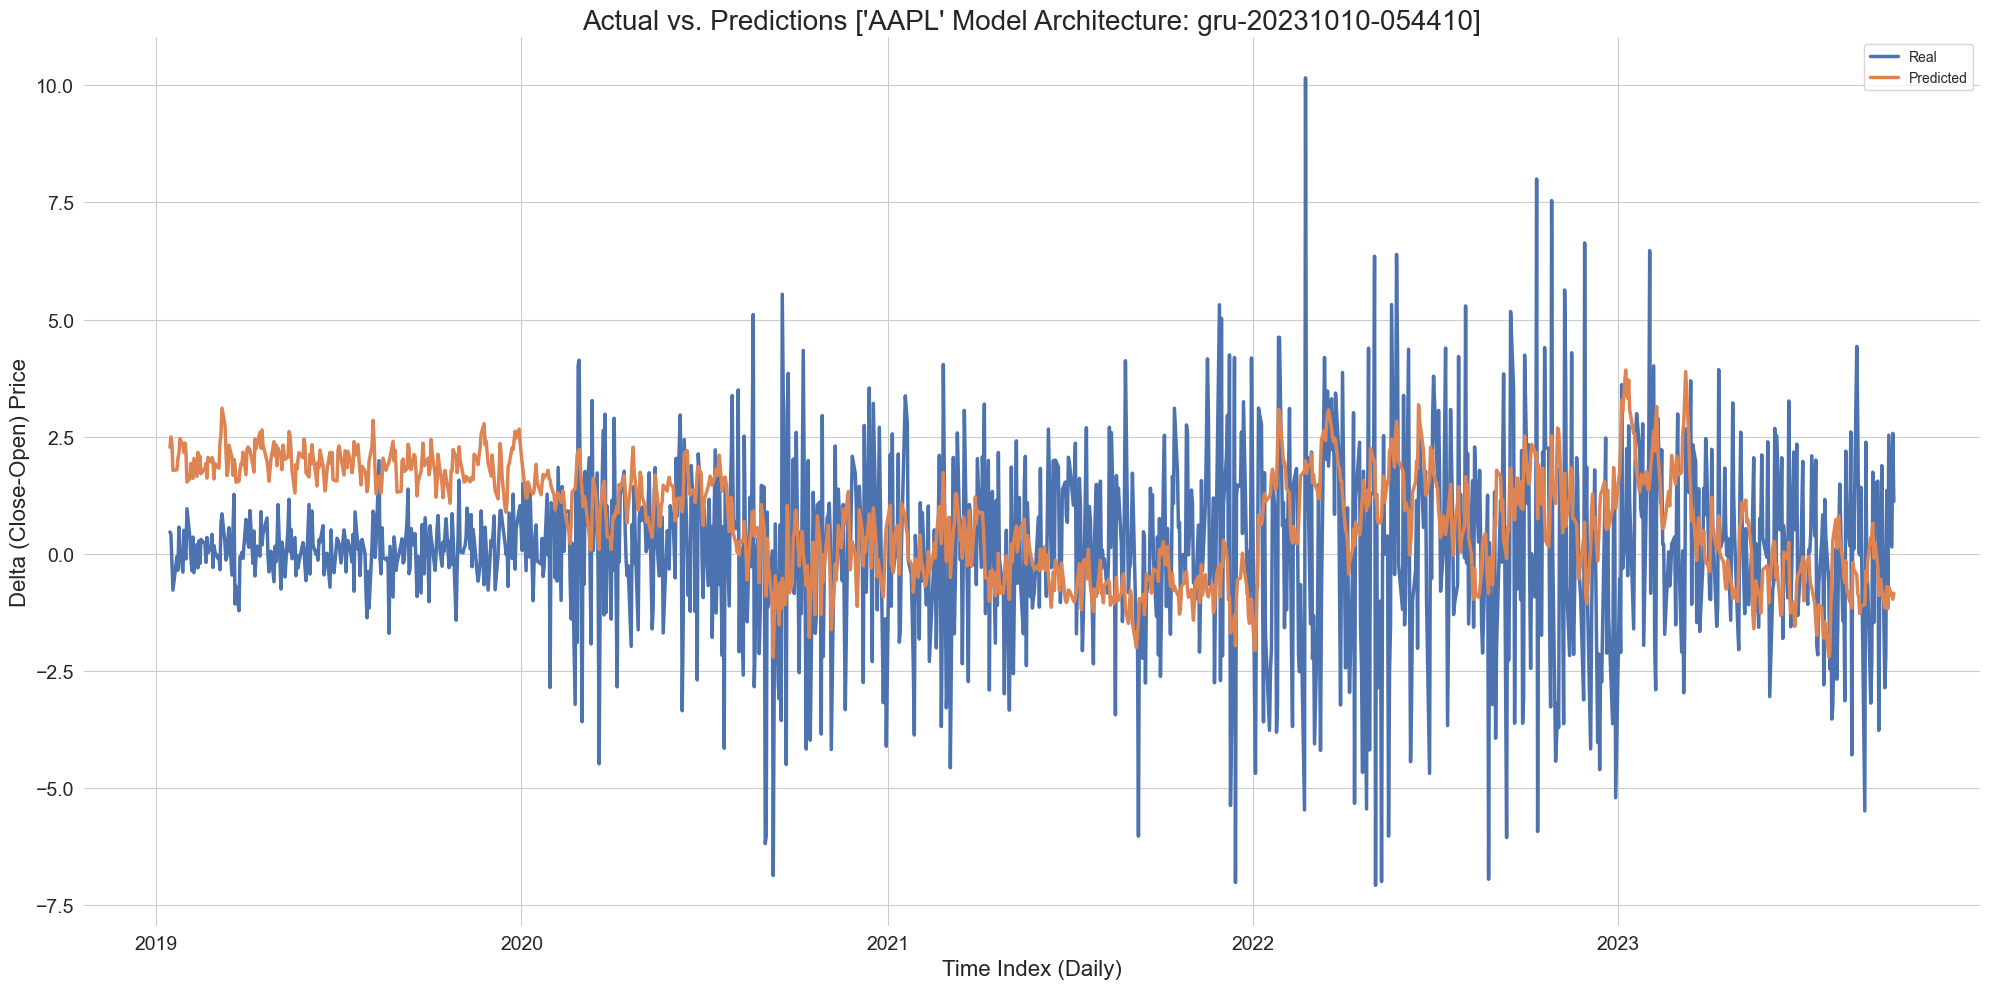 Actual vs. Predictions ['AAPL' Model Architecture: gru-20231010-054410]
Real
Predicted
Delta (Close-Open) Price
10.0
7.5
5.0
2.5
0.0
−2.5
−5.0
−7.5
2019
2020
2021
2022
2023
Time Index (Daily)